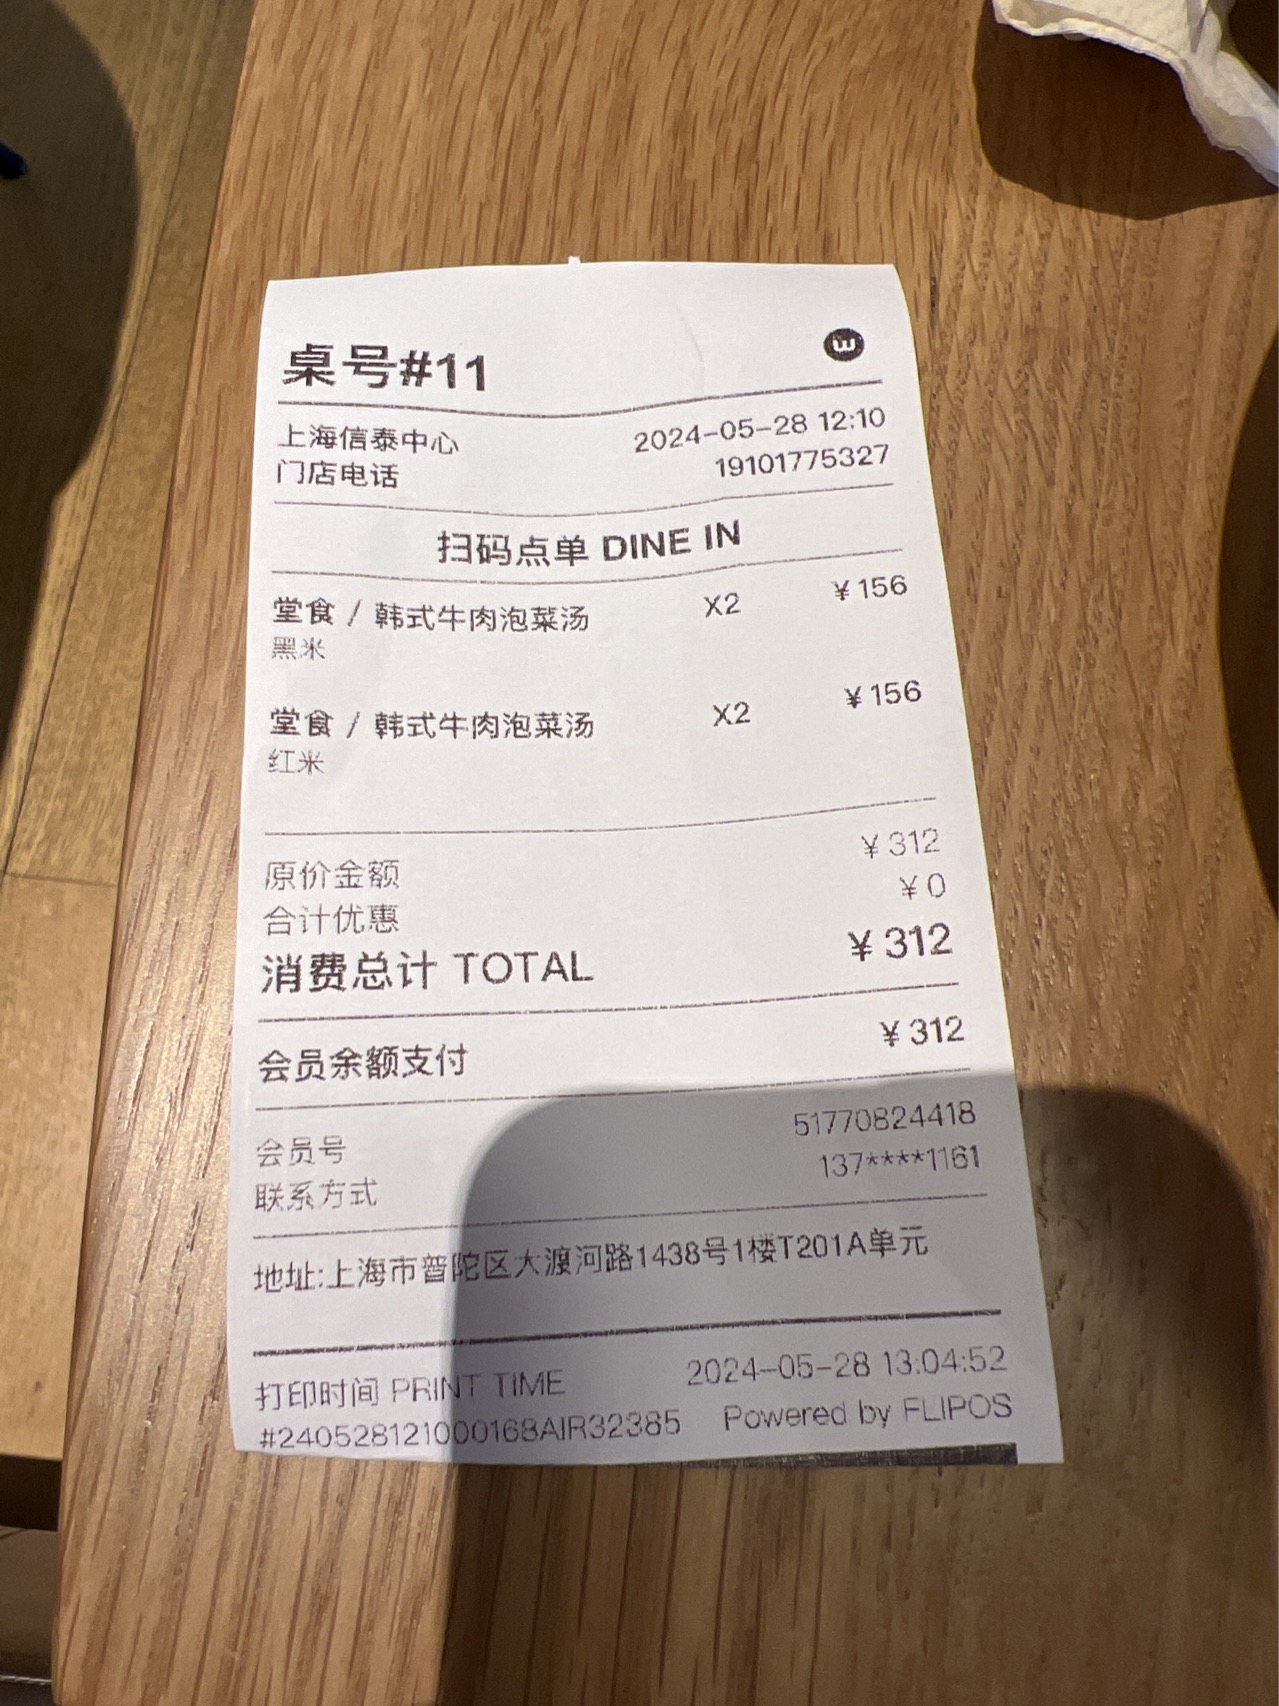 桌号#11
上海信泰中心 2024-05-28 12:10
门店电话 19101775327
扫码点单 DINE IN
堂食 / 韩式牛肉泡菜汤 X2 ¥156
黑米
堂食 / 韩式牛肉泡菜汤 X2 ¥156
红米
原价金额 ¥312
合计优惠 ¥0
消费总计 TOTAL ¥312
会员余额支付 ¥312
会员号 51770824418
联系方式 137****1161
地址:上海市普陀区大渡河路1438号1楼T201A单元
打印时间 PRINT TIME 2024-05-28 13:04:52
#240528121000168AIR32385 Powered by FLIPOS